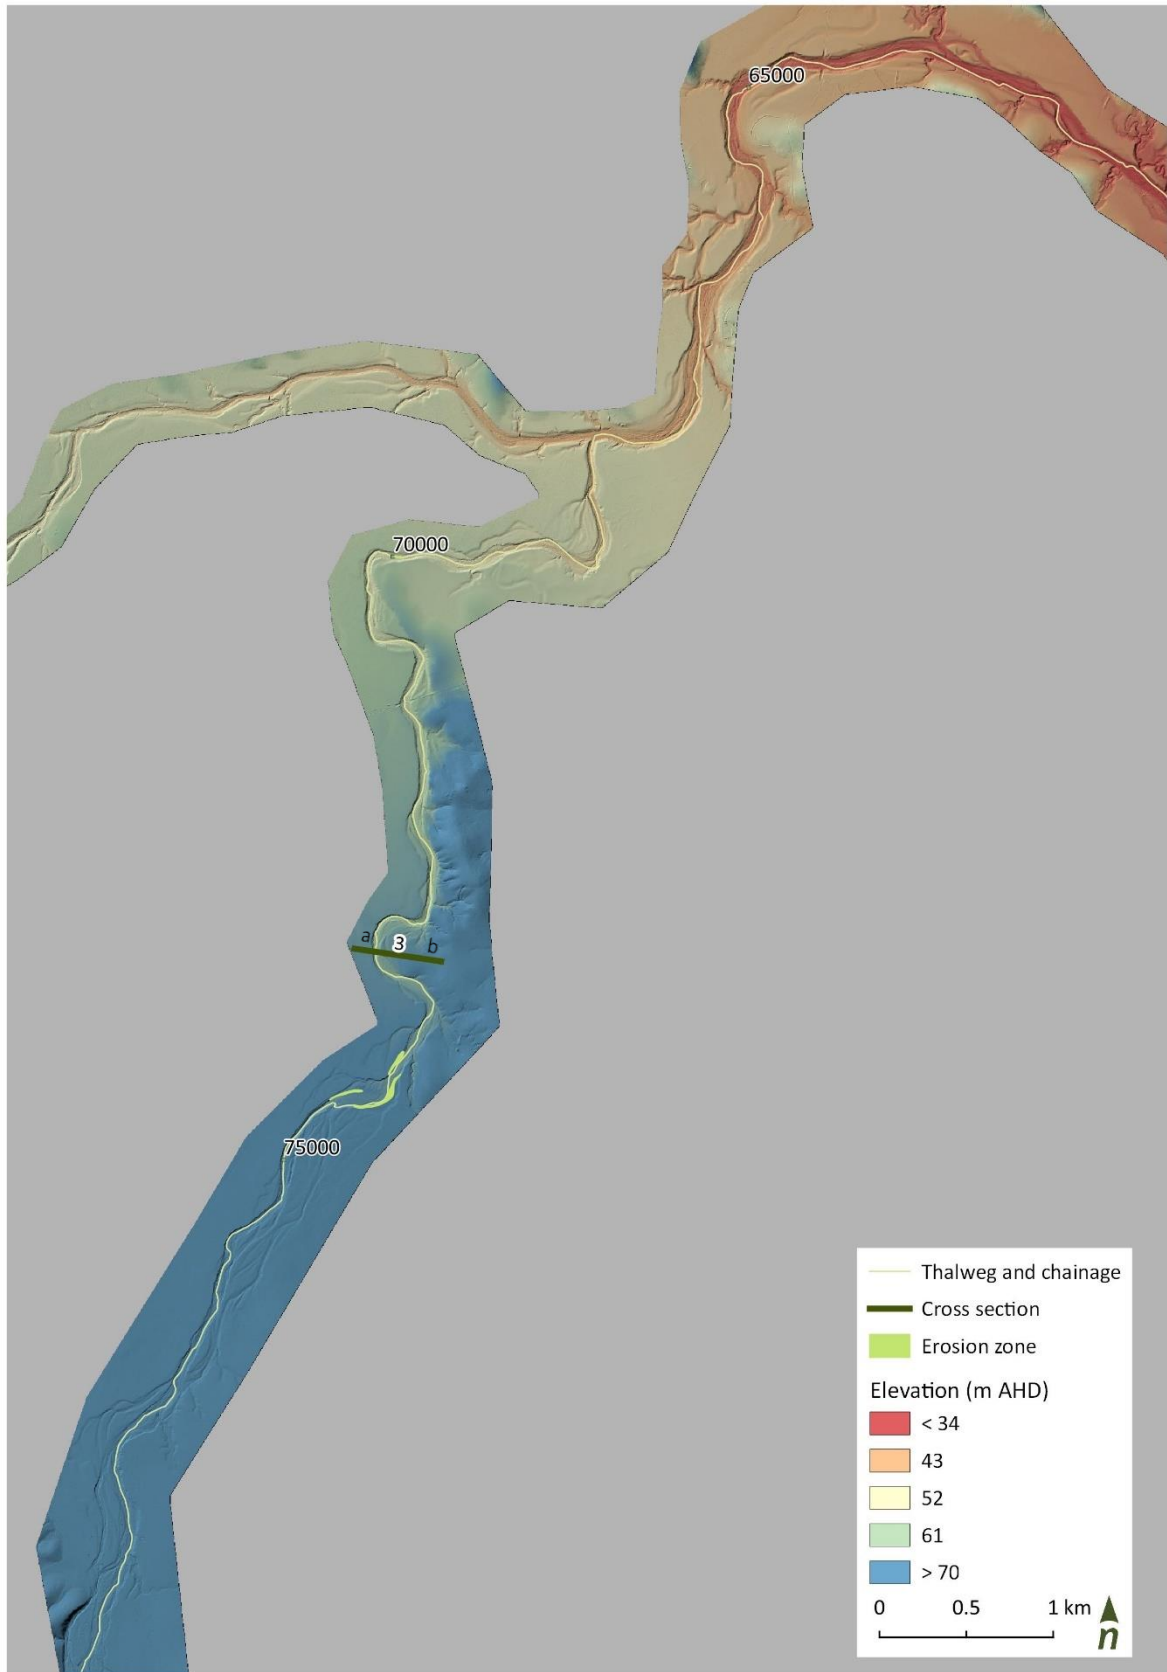 65000
70000
a 3 b
75000
Thalweg and chainage
Cross section
Erosion zone
Elevation (m AHD)
< 34
43
52
61
> 70
0 0.5 1 km
n